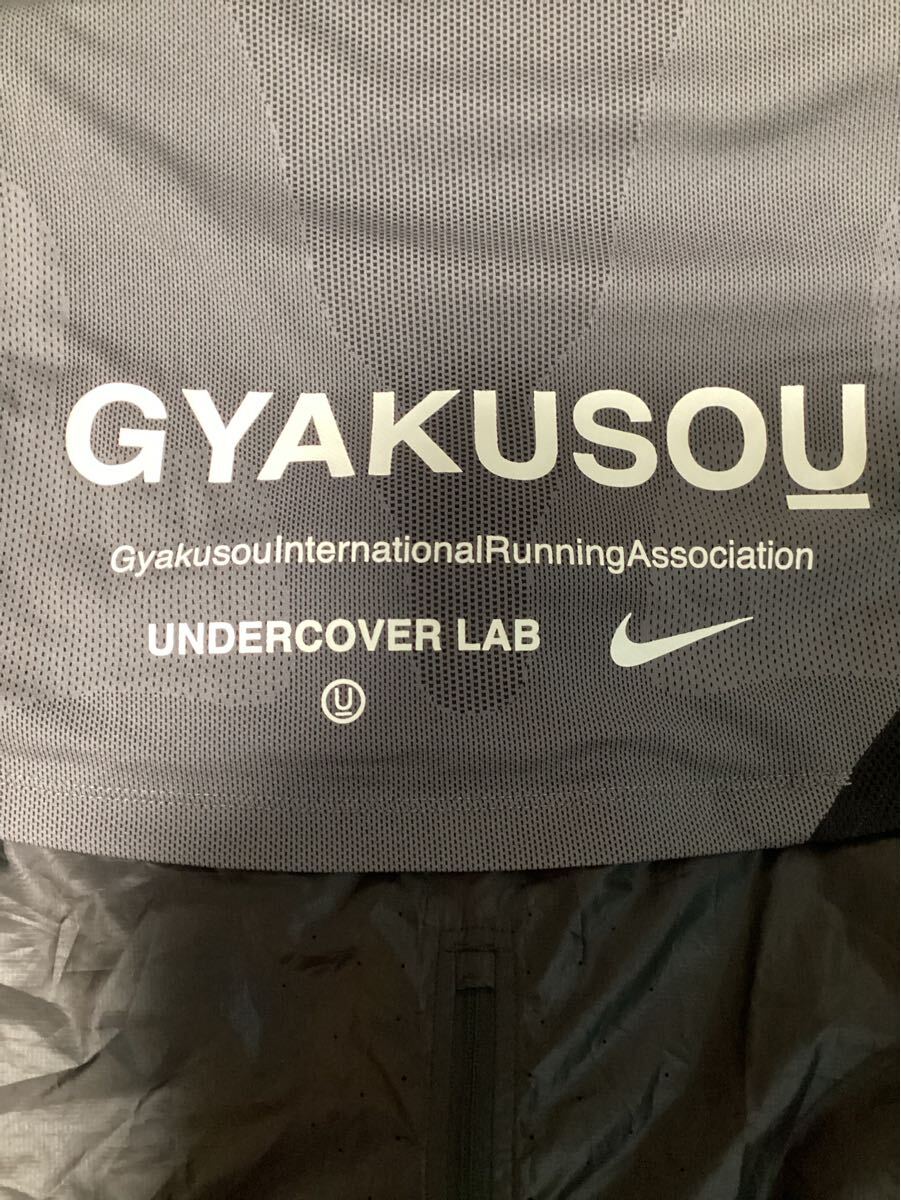 GYAKUSOU
GyakusouInternationalRunningAssociation
UNDERCOVER LAB
U